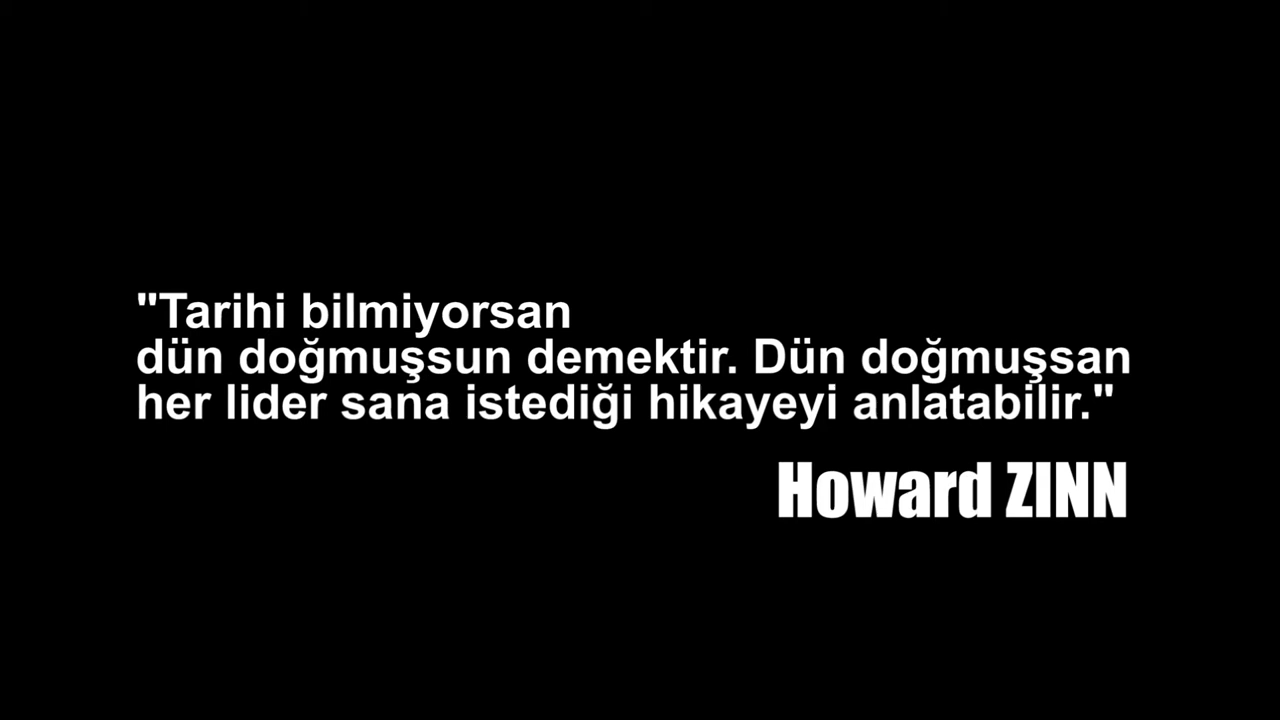 "Tarihi bilmiyorsan
dün doğmuşsun demektir. Dün doğmuşsan
her lider sana istediği hikayeyi anlatabilir."
Howard ZINN